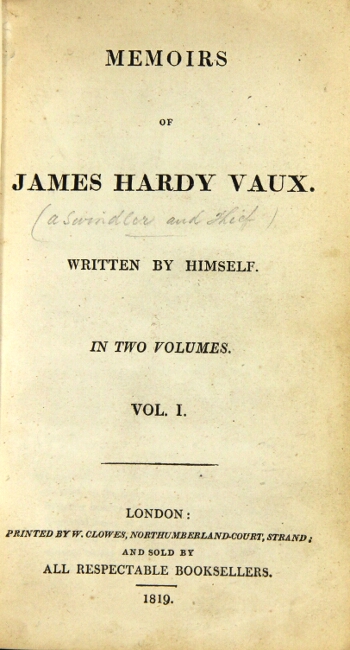 MEMOIRS
OF
JAMES HARDY VAUX.
(a Swindler and thief)
WRITTEN BY HIMSELF.
IN TWO VOLUMES.
VOL. I.
LONDON:
PRINTED BY W. CLOWES, NORTHUMBERLAND-COURT, STRAND;
AND SOLD BY
ALL RESPECTABLE BOOKSELLERS.
1819.